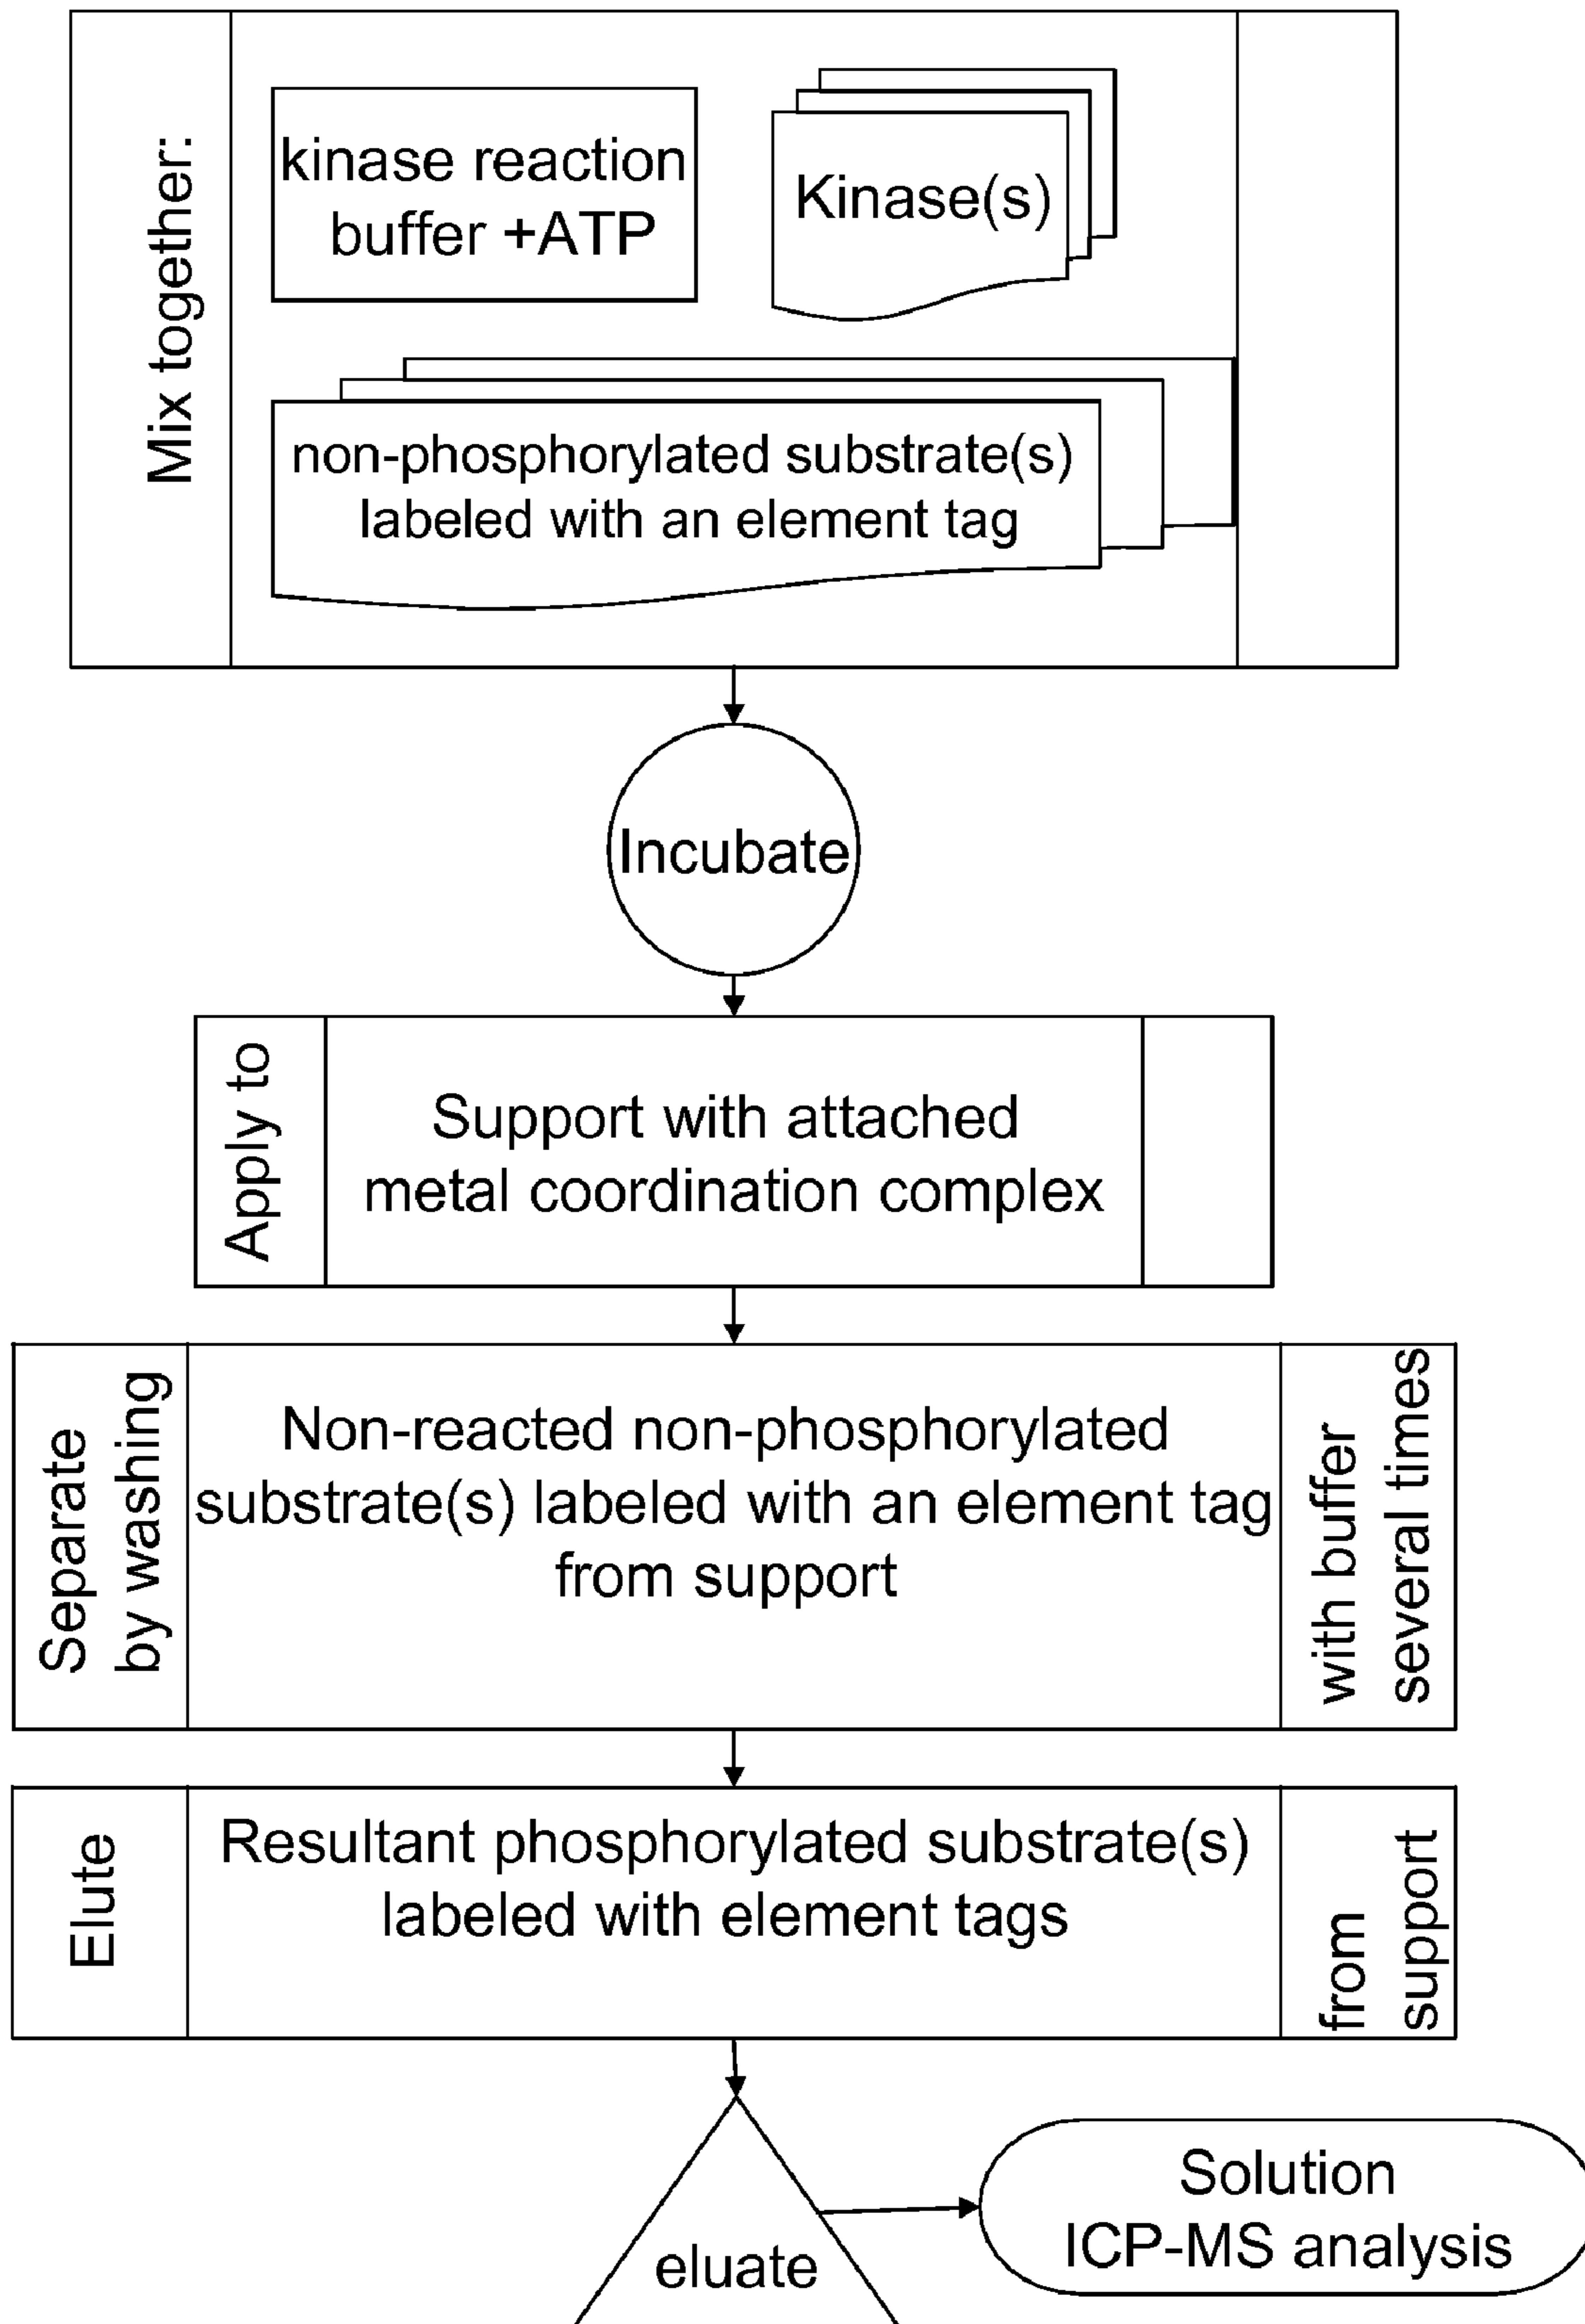 Mix together:
kinase reaction
buffer +ATP
Kinase(s)
non-phosphorylated substrate(s)
labeled with an element tag
Incubate
Apply to
Support with attached
metal coordination complex
Separate
by washing
Non-reacted non-phosphorylated
substrate(s) labeled with an element tag
from support
with buffer
several times
Elute
Resultant phosphorylated substrate(s)
labeled with element tags
from
support
eluate
Solution
ICP-MS analysis